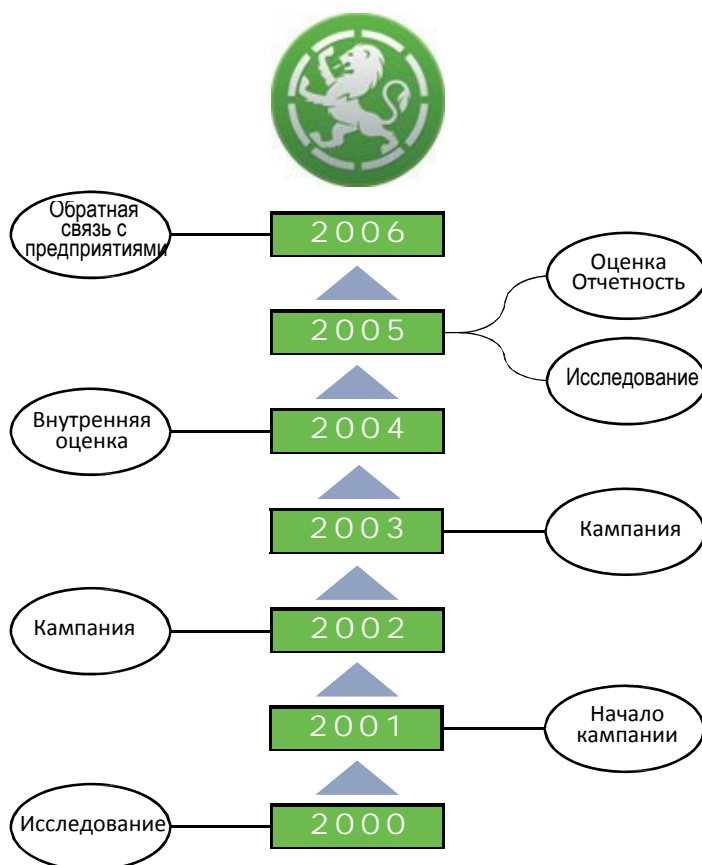 Обратная
связь с
предприятиями
2006
Оценка
Отчетность
2005
Исследование
Внутренняя
оценка
2004
2003
Кампания
Кампания
2002
2001
Начало
кампании
Исследование
2000